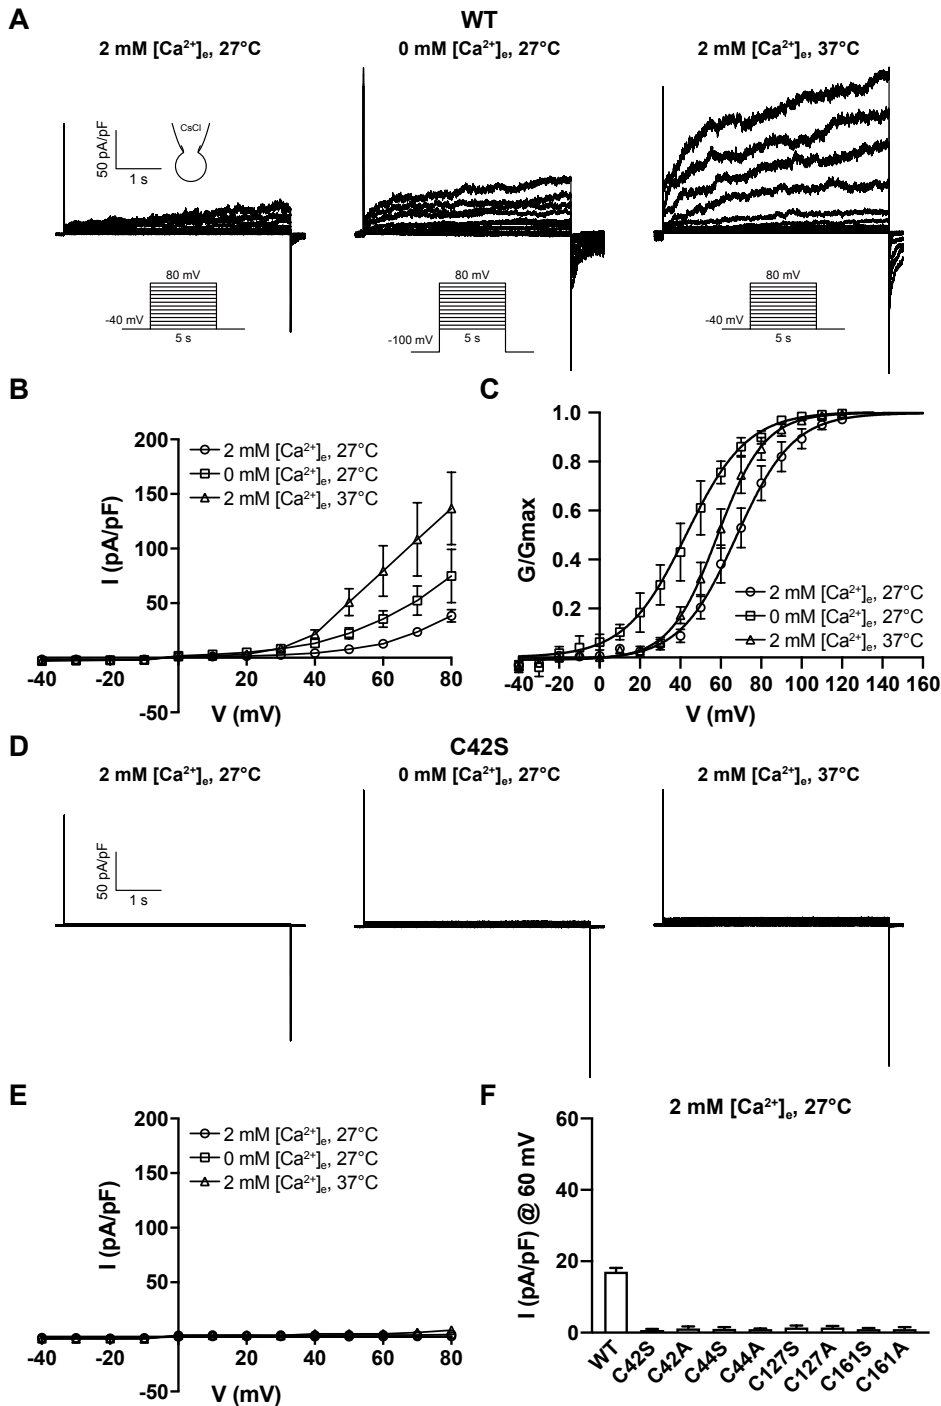 A
WT
2 mM [Ca2+]e, 27°C
0 mM [Ca2+]e, 27°C
2 mM [Ca2+]e, 37°C
50 pA/pF
1 s
CsCl
80 mV
-40 mV
5 s
80 mV
-100 mV
5 s
80 mV
-40 mV
5 s
B
200
150
100
50
-50
-40
-20
20
40
60
80
I (pA/pF)
V (mV)
2 mM [Ca2+]e, 27°C
0 mM [Ca2+]e, 27°C
2 mM [Ca2+]e, 37°C
C
1.0
0.8
0.6
0.4
0.2
-40
-20
0
20
40
60
80
100
120
140
160
G/Gmax
V (mV)
2 mM [Ca2+]e, 27°C
0 mM [Ca2+]e, 27°C
2 mM [Ca2+]e, 37°C
D
C42S
2 mM [Ca2+]e, 27°C
0 mM [Ca2+]e, 27°C
2 mM [Ca2+]e, 37°C
50 pA/pF
1 s
E
200
150
100
50
-50
-40
-20
20
40
60
80
I (pA/pF)
V (mV)
2 mM [Ca2+]e, 27°C
0 mM [Ca2+]e, 27°C
2 mM [Ca2+]e, 37°C
F
2 mM [Ca2+]e, 27°C
60
40
20
0
I (pA/pF) @ 60 mV
WT
C42S
C42A
C44S
C44A
C127S
C127A
C161S
C161A